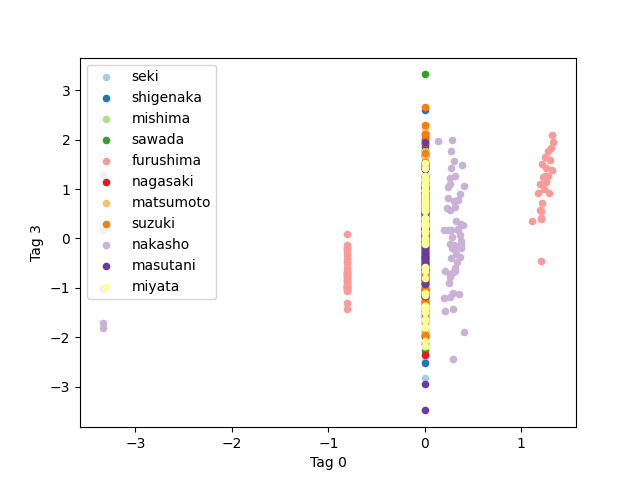 seki
shigenaka
mishima
sawada
furushima
nagasaki
matsumoto
suzuki
nakasho
masutani
miyata
3
2
1
0
−1
−2
−3
Tag 3
−3
−2
−1
0
1
Tag 0